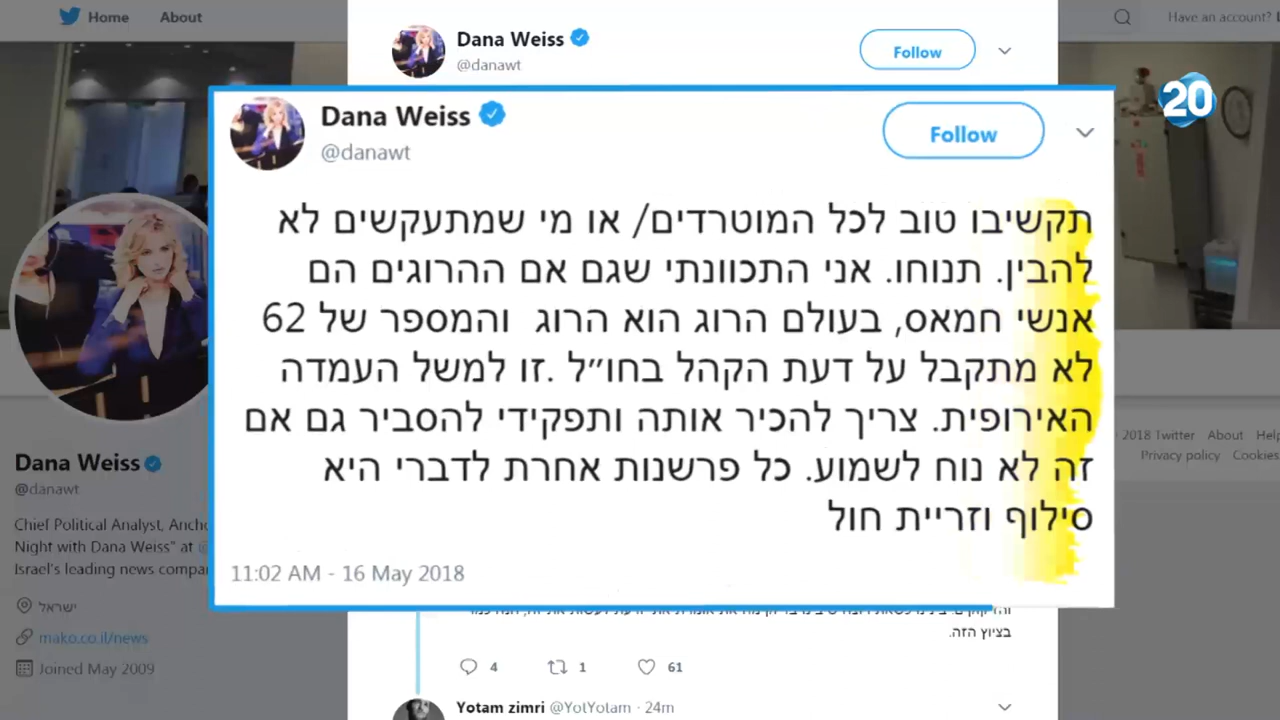 Home About
Have an account?
Dana Weiss
@danawt
Follow
20
Dana Weiss
@danawt
Follow
תקשיבו טוב לכל המוטרדים/ או מי שמתעקשים לא
להבין. תנוחו. אני התכוונתי שגם אם ההרוגים הם
אנשי חמאס, בעולם הרוג הוא הרוג והמספר של 62
לא מתקבל על דעת הקהל בחו״ל .זו למשל העמדה
האירופית. צריך להכיר אותה ותפקידי להסביר גם אם
זה לא נוח לשמוע. כל פרשנות אחרת לדברי היא
סילוף וזריית חול
11:02 AM - 16 May 2018
Dana Weiss
@danawt
Chief Political Analyst,
Night with Dana Weiss" at
Israel's leading news
ישראל
mako.co.il/news
Joined May 2009
2018 Twitter About
Privacy policy Cookies
בציוץ הזה.
4 1 61
Yotam zimri @YotYotam · 24m